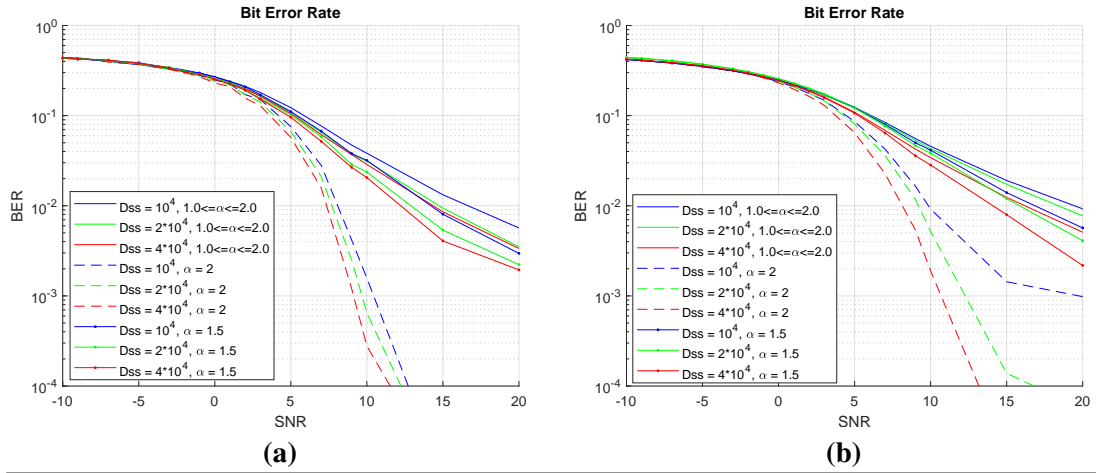 Bit Error Rate
10^0
10^-1
10^-2
10^-3
10^-4
BER
Dss = 10^4, 1.0<=α<=2.0
Dss = 2*10^4, 1.0<=α<=2.0
Dss = 4*10^4, 1.0<=α<=2.0
Dss = 10^4, α = 2
Dss = 2*10^4, α = 2
Dss = 4*10^4, α = 2
Dss = 10^4, α = 1.5
Dss = 2*10^4, α = 1.5
Dss = 4*10^4, α = 1.5
-10 -5 0 5 10 15 20
SNR
(a)
Bit Error Rate
10^0
10^-1
10^-2
10^-3
10^-4
BER
Dss = 10^4, 1.0<=α<=2.0
Dss = 2*10^4, 1.0<=α<=2.0
Dss = 4*10^4, 1.0<=α<=2.0
Dss = 10^4, α = 2
Dss = 2*10^4, α = 2
Dss = 4*10^4, α = 2
Dss = 10^4, α = 1.5
Dss = 2*10^4, α = 1.5
Dss = 4*10^4, α = 1.5
-10 -5 0 5 10 15 20
SNR
(b)